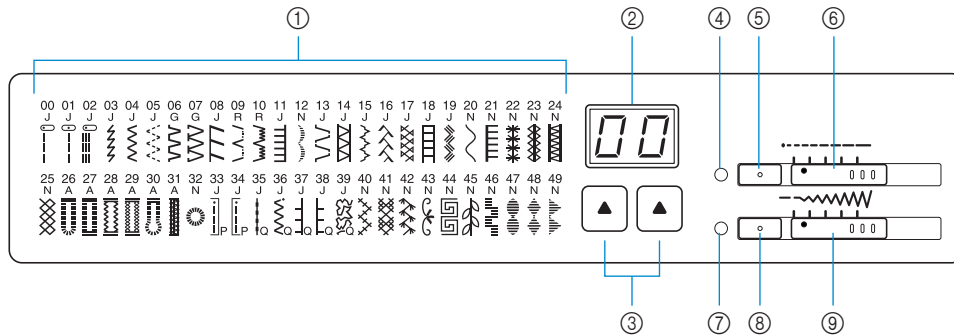 ① ② ④ ⑤ ⑥
00 01 02 03 04 05 06 07 08 09 10 11 12 13 14 15 16 17 18 19 20 21 22 23 24
J J J J J J G G J R R J N J J J J J J J N N N N N
00
25 26 27 28 29 30 31 32 33 34 35 36 37 38 39 40 41 42 43 44 45 46 47 48 49
N A A A A A A N J J J J J J J N N N N N N N N N N
P P Q Q Q Q Q
③ ⑦ ⑧ ⑨